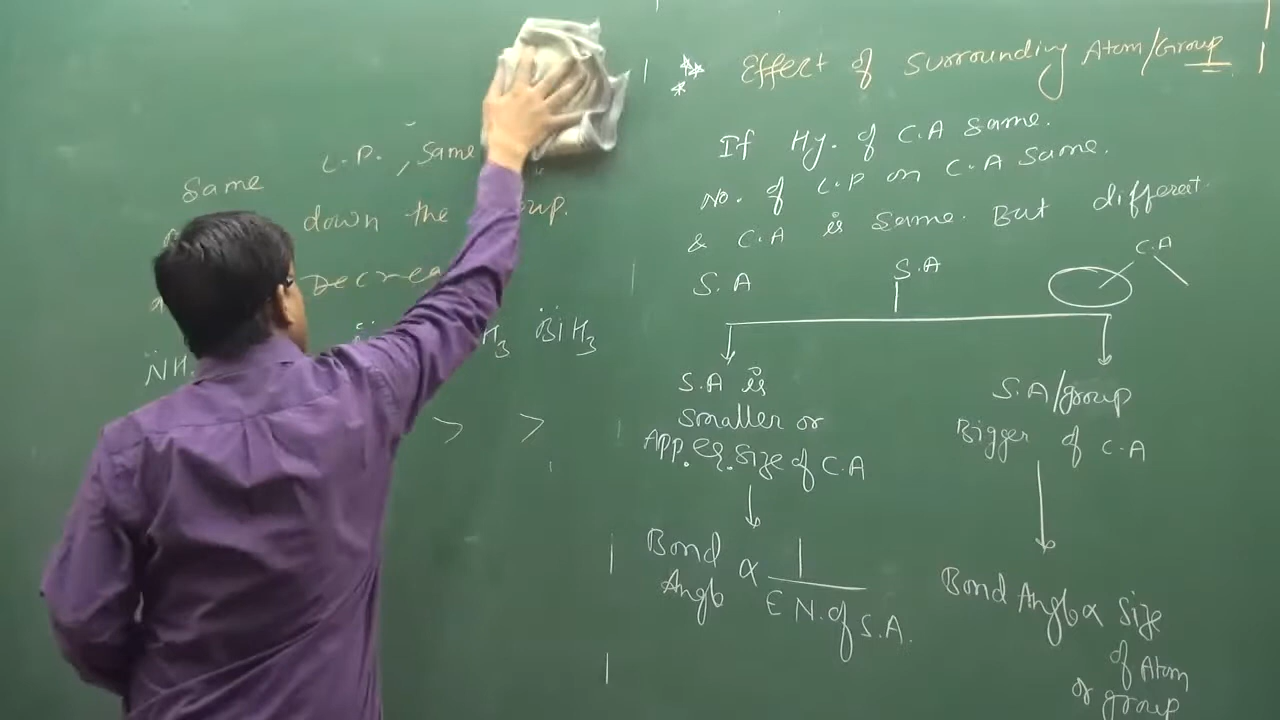 L.P. , Same
Same
down the
Decrea
NH
H3 BiH3
> >
Effect of Surrounding Atom/Group
If Hy. of C.A Same.
No. of L.P on C.A Same.
& C.A is Same. But different.
S.A
S.A
C.A
S.A is
Smaller or
App. eq. Size of C.A
Bond Angle ∝ 1 / E N. of S.A.
S.A/group
Bigger of C.A
Bond Angle ∝ Size
of Atom
or group